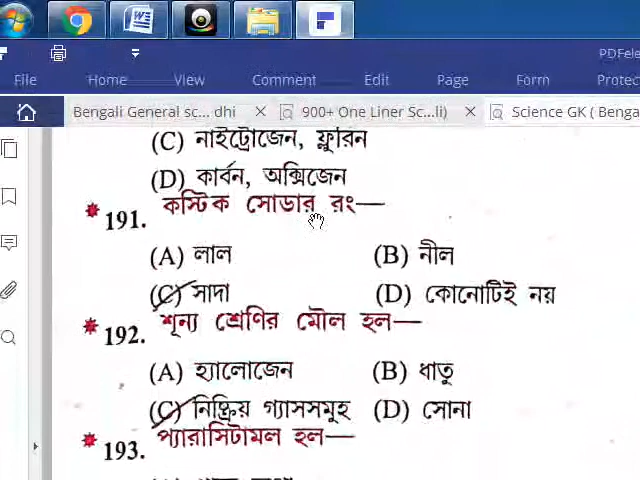 PDFele
File Home View Comment Edit Page Form Protec
Bengali General sc... dhi × 900+ One Liner Scr...li) × Science GK ( Benga
(C) নাইট্রোজেন, ফ্লুরিন
(D) কার্বন, অক্সিজেন
191. কস্টিক সোডার রং—
(A) লাল (B) নীল
(C) সাদা (D) কোনোটিই নয়
192. শূন্য শ্রেণির মৌল হল—
(A) হ্যালোজেন (B) ধাতু
(C) নিষ্ক্রিয় গ্যাসসমুহ (D) সোনা
193. প্যারাসিটামল হল—